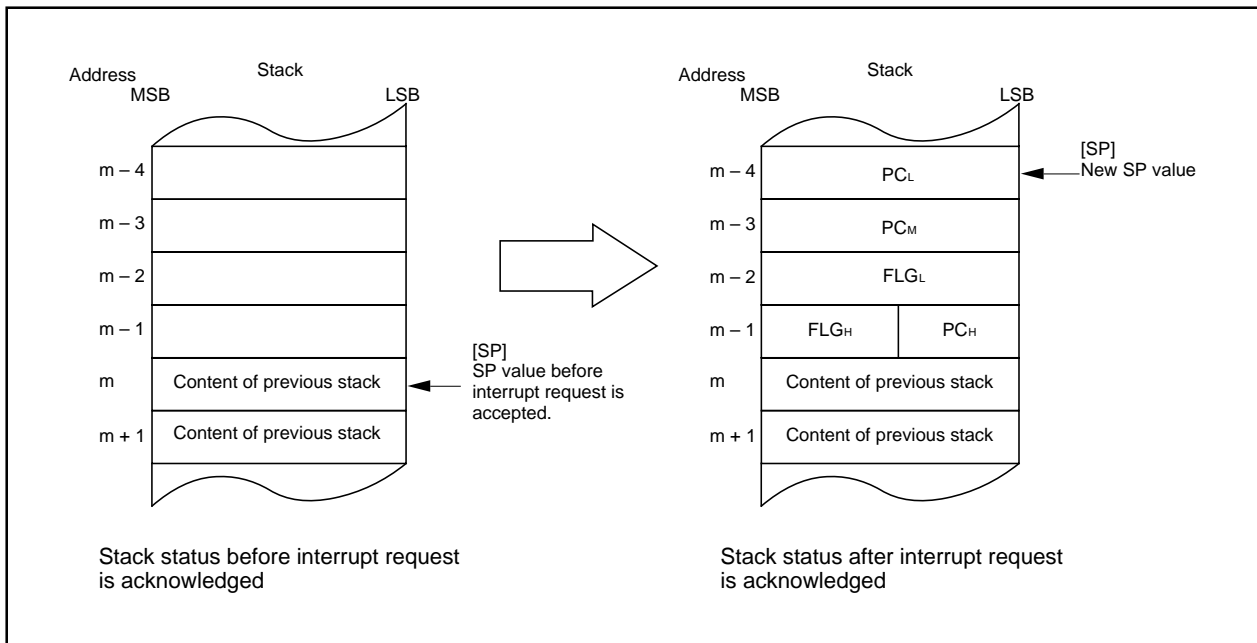 Address
Stack
MSB
LSB
m – 4
m – 3
m – 2
m – 1
m
Content of previous stack
m + 1
Content of previous stack
[SP]
SP value before
interrupt request is
accepted.
Stack status before interrupt request
is acknowledged
Address
Stack
MSB
LSB
m – 4
PCL
[SP]
New SP value
m – 3
PCM
m – 2
FLGL
m – 1
FLGH
PCH
m
Content of previous stack
m + 1
Content of previous stack
Stack status after interrupt request
is acknowledged